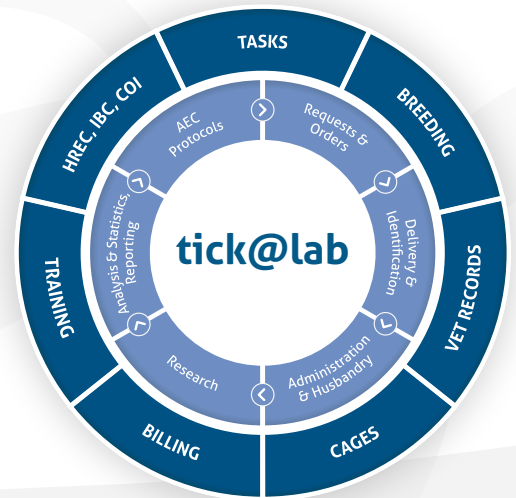 TASKS
BREEDING
VET RECORDS
CAGES
BILLING
TRAINING
HREC, IBC, COI
AEC
Protocols
Requests &
Orders
Delivery &
Identification
Administration
& Husbandry
Research
Analysis & Statistics,
Reporting
tick@lab